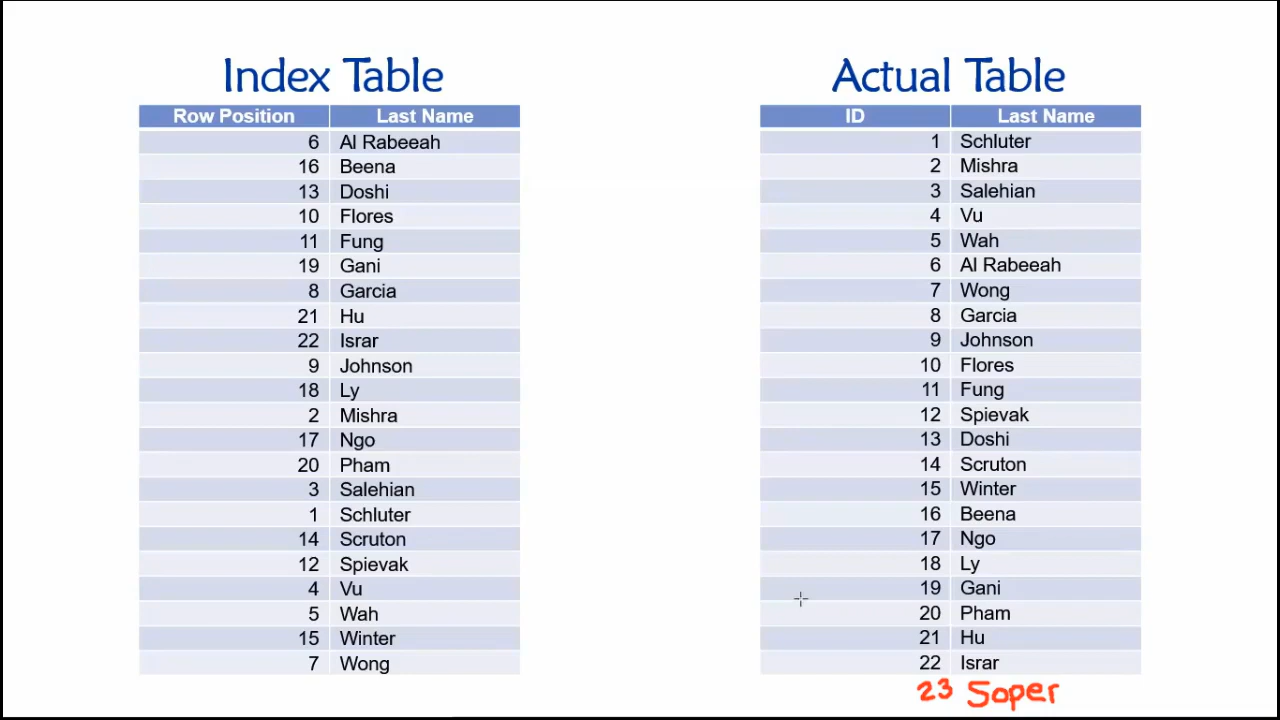 Index Table
Row Position Last Name
6 Al Rabeeah
16 Beena
13 Doshi
10 Flores
11 Fung
19 Gani
8 Garcia
21 Hu
22 Israr
9 Johnson
18 Ly
2 Mishra
17 Ngo
20 Pham
3 Salehian
1 Schluter
14 Scruton
12 Spievak
4 Vu
5 Wah
15 Winter
7 Wong
Actual Table
ID Last Name
1 Schluter
2 Mishra
3 Salehian
4 Vu
5 Wah
6 Al Rabeeah
7 Wong
8 Garcia
9 Johnson
10 Flores
11 Fung
12 Spievak
13 Doshi
14 Scruton
15 Winter
16 Beena
17 Ngo
18 Ly
19 Gani
20 Pham
21 Hu
22 Israr
23 Soper